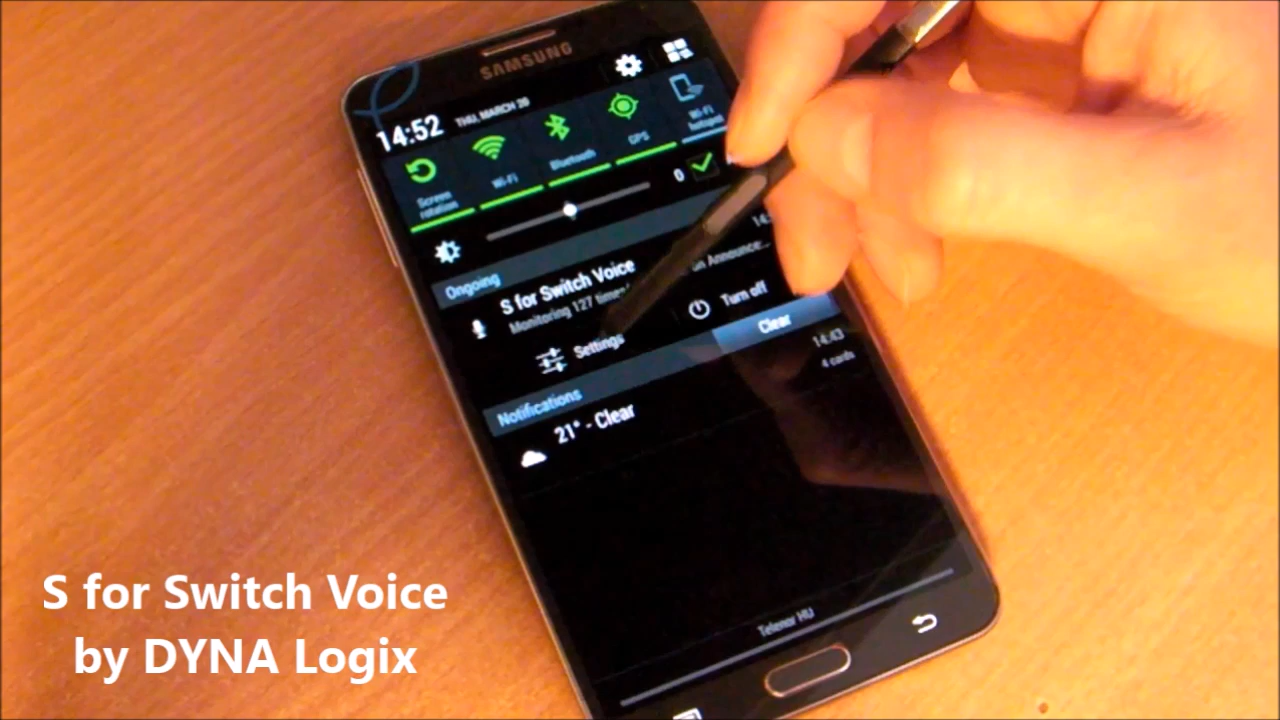 SAMSUNG
14:52 THU, MARCH 20
Screen rotation
Wi-Fi
Bluetooth
GPS
Wi-Fi hotspot
0
Ongoing
S for Switch Voice
Monitoring 127 times
Announce...
Settings
Turn off
Notifications
Clear
21° - Clear
14:43
4 cards
Telenor HU
S for Switch Voice
by DYNA Logix